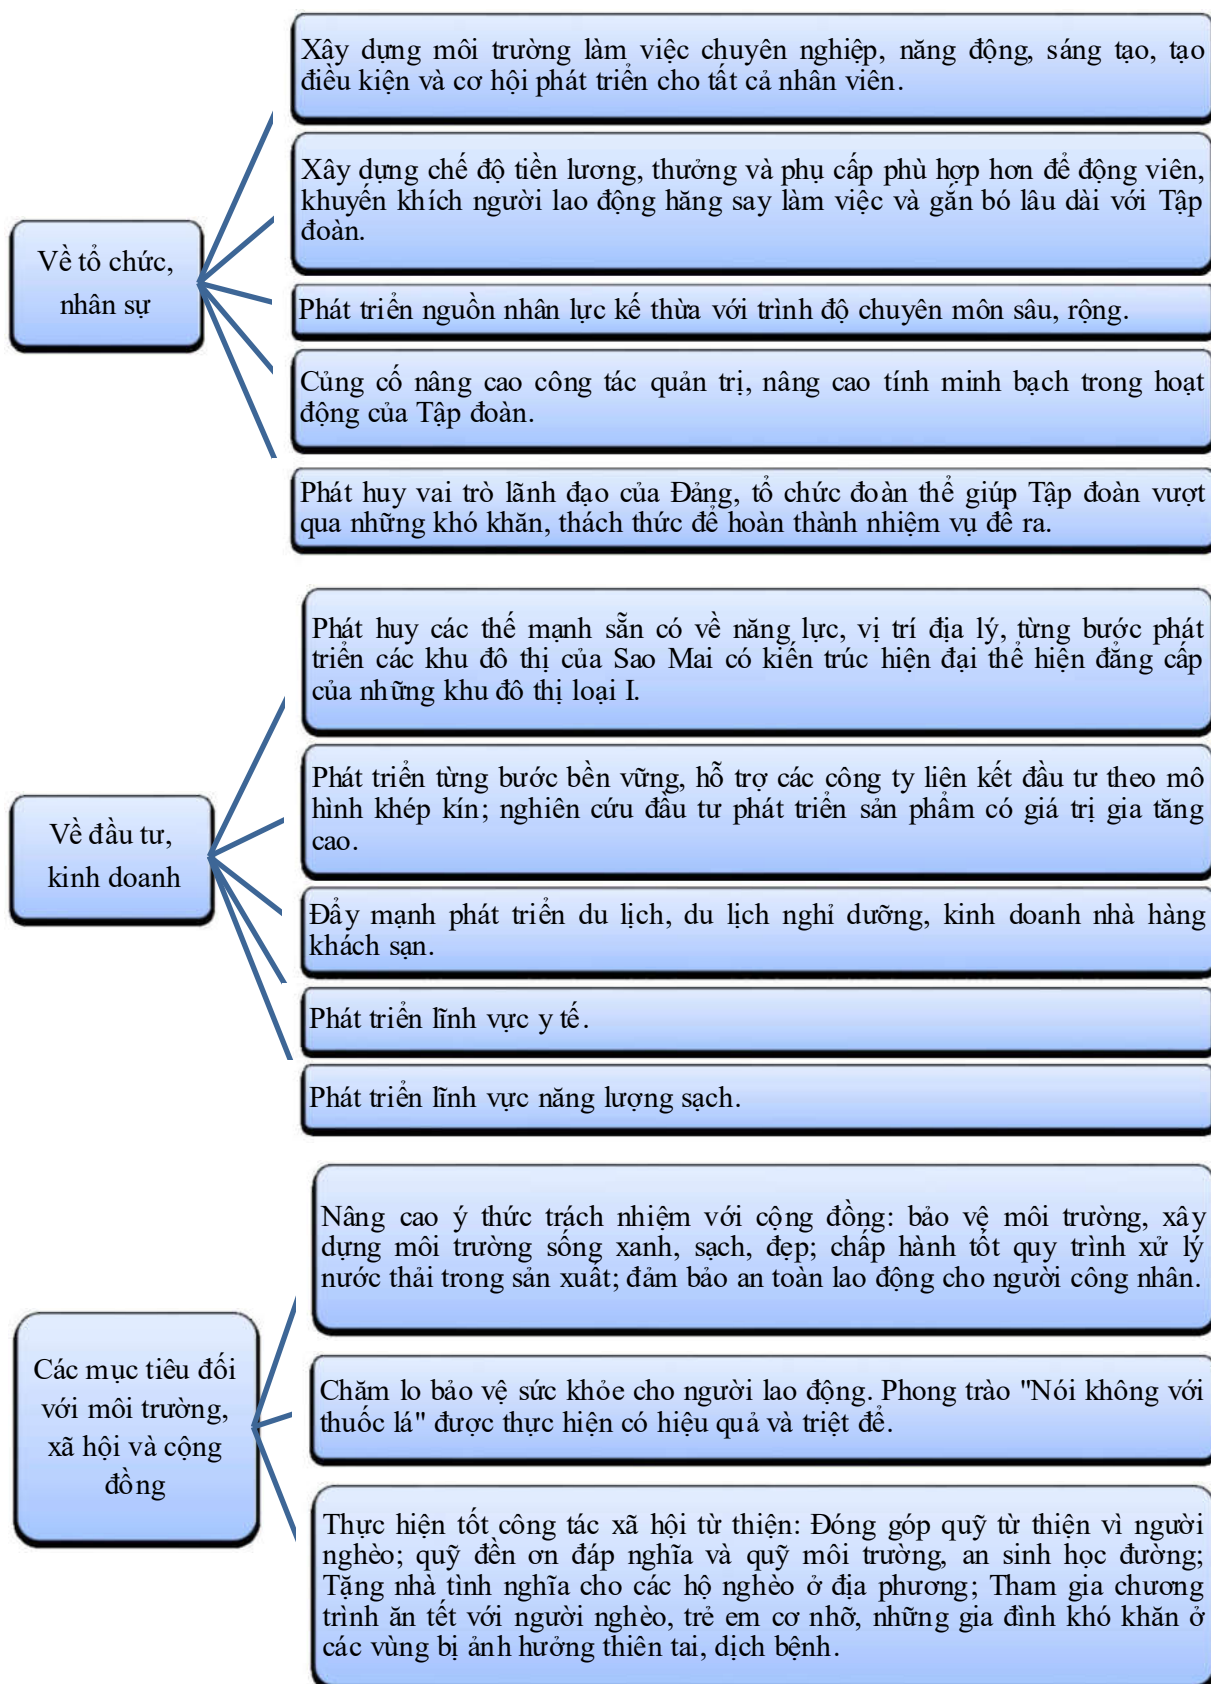 Về tổ chức,
nhân sự
Xây dựng môi trường làm việc chuyên nghiệp, năng động, sáng tạo, tạo
điều kiện và cơ hội phát triển cho tất cả nhân viên.
Xây dựng chế độ tiền lương, thưởng và phụ cấp phù hợp hơn để động viên,
khuyến khích người lao động hăng say làm việc và gắn bó lâu dài với Tập
đoàn.
Phát triển nguồn nhân lực kế thừa với trình độ chuyên môn sâu, rộng.
Củng cố nâng cao công tác quản trị, nâng cao tính minh bạch trong hoạt
động của Tập đoàn.
Phát huy vai trò lãnh đạo của Đảng, tổ chức đoàn thể giúp Tập đoàn vượt
qua những khó khăn, thách thức để hoàn thành nhiệm vụ đề ra.
Về đầu tư,
kinh doanh
Phát huy các thế mạnh sẵn có về năng lực, vị trí địa lý, từng bước phát
triển các khu đô thị của Sao Mai có kiến trúc hiện đại thể hiện đẳng cấp
của những khu đô thị loại I.
Phát triển từng bước bền vững, hỗ trợ các công ty liên kết đầu tư theo mô
hình khép kín; nghiên cứu đầu tư phát triển sản phẩm có giá trị gia tăng
cao.
Đẩy mạnh phát triển du lịch, du lịch nghỉ dưỡng, kinh doanh nhà hàng
khách sạn.
Phát triển lĩnh vực y tế.
Phát triển lĩnh vực năng lượng sạch.
Các mục tiêu đối
với môi trường,
xã hội và cộng
đồng
Nâng cao ý thức trách nhiệm với cộng đồng: bảo vệ môi trường, xây
dựng môi trường sống xanh, sạch, đẹp; chấp hành tốt quy trình xử lý
nước thải trong sản xuất; đảm bảo an toàn lao động cho người công nhân.
Chăm lo bảo vệ sức khỏe cho người lao động. Phong trào "Nói không với
thuốc lá" được thực hiện có hiệu quả và triệt để.
Thực hiện tốt công tác xã hội từ thiện: Đóng góp quỹ từ thiện vì người
nghèo; quỹ đền ơn đáp nghĩa và quỹ môi trường, an sinh học đường;
Tặng nhà tình nghĩa cho các hộ nghèo ở địa phương; Tham gia chương
trình ăn tết với người nghèo, trẻ em cơ nhỡ, những gia đình khó khăn ở
các vùng bị ảnh hưởng thiên tai, dịch bệnh.